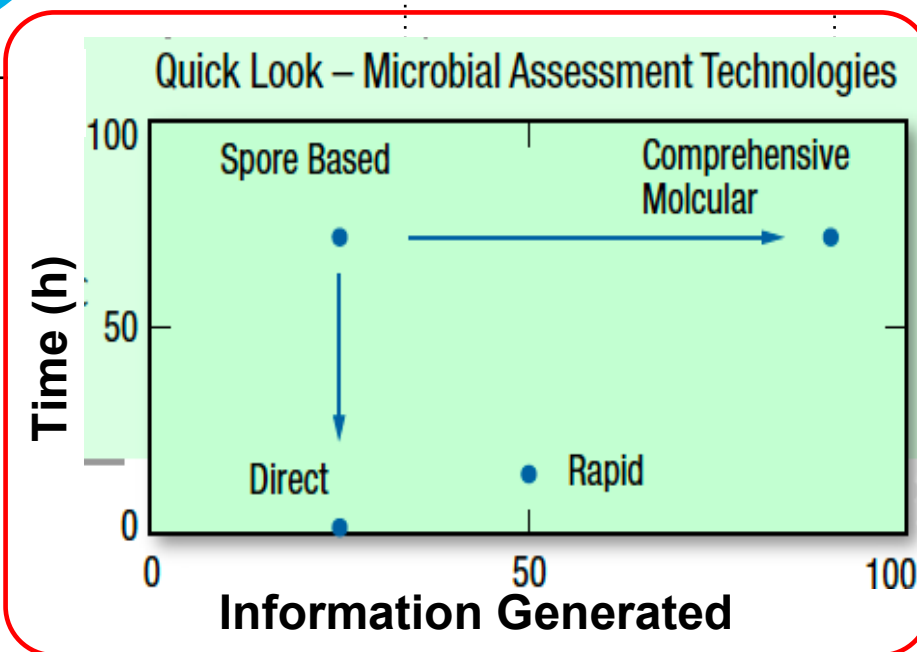 Quick Look – Microbial Assessment Technologies
100
Spore Based
Comprehensive
Molcular
Time (h)
50
Direct
Rapid
0
0
50
100
Information Generated